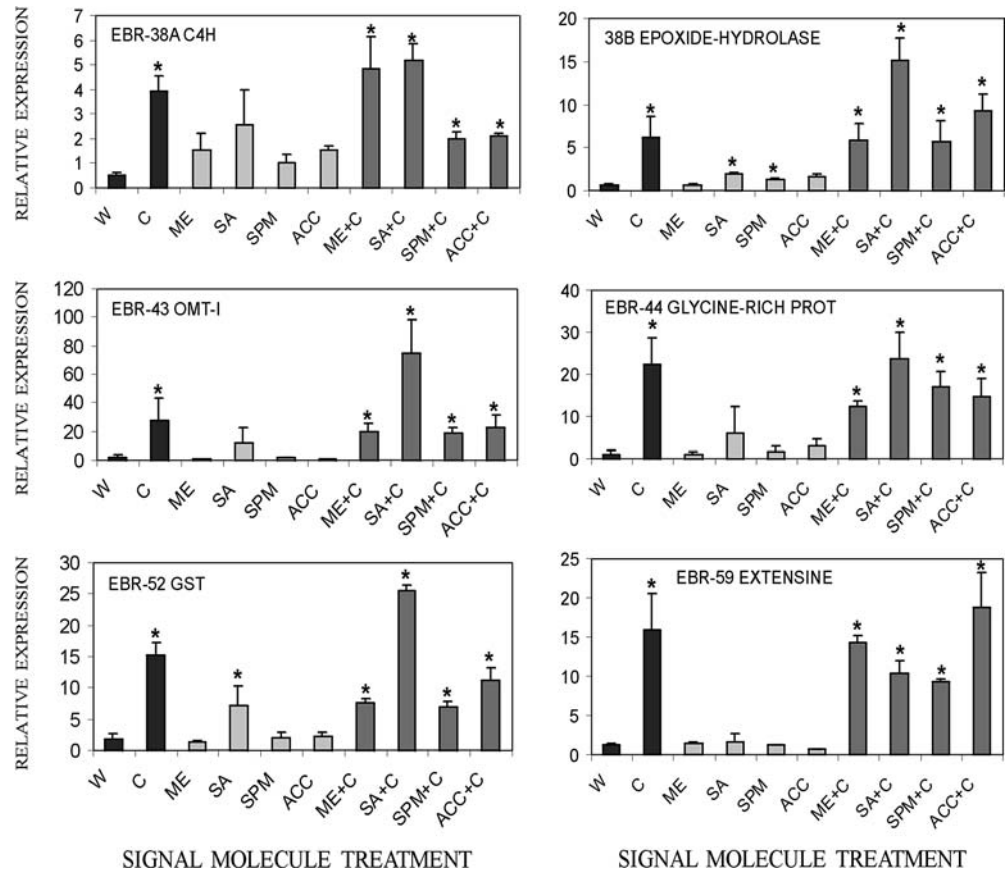 RELATIVE EXPRESSION
EBR-38A C4H
7
6
5
4
3
2
1
0
* * * * *
W C ME SA SPM ACC ME+C SA+C SPM+C ACC+C
38B EPOXIDE-HYDROLASE
20
15
10
5
0
* * * * * * *
W C ME SA SPM ACC ME+C SA+C SPM+C ACC+C
RELATIVE EXPRESSION
EBR-43 OMT-I
120
100
80
60
40
20
0
* * * * *
W C ME SA SPM ACC ME+C SA+C SPM+C ACC+C
EBR-44 GLYCINE-RICH PROT
40
30
20
10
0
* * * * *
W C ME SA SPM ACC ME+C SA+C SPM+C ACC+C
RELATIVE EXPRESSION
EBR-52 GST
30
25
20
15
10
5
0
* * * * * *
W C ME SA SPM ACC ME+C SA+C SPM+C ACC+C
EBR-59 EXTENSINE
25
20
15
10
5
0
* * * * *
W C ME SA SPM ACC ME+C SA+C SPM+C ACC+C
SIGNAL MOLECULE TREATMENT
SIGNAL MOLECULE TREATMENT